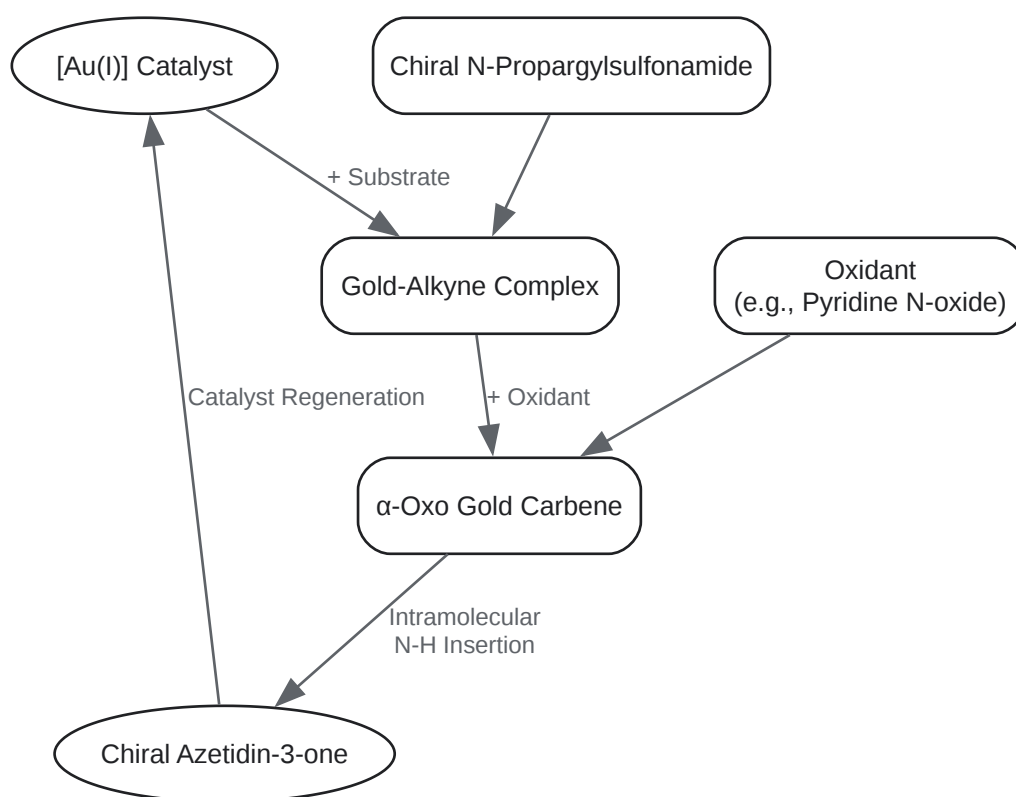 [Au(I)] Catalyst
Chiral N-Propargylsulfonamide
+ Substrate
Gold-Alkyne Complex
Oxidant
(e.g., Pyridine N-oxide)
Catalyst Regeneration
+ Oxidant
α-Oxo Gold Carbene
Intramolecular
N-H Insertion
Chiral Azetidin-3-one